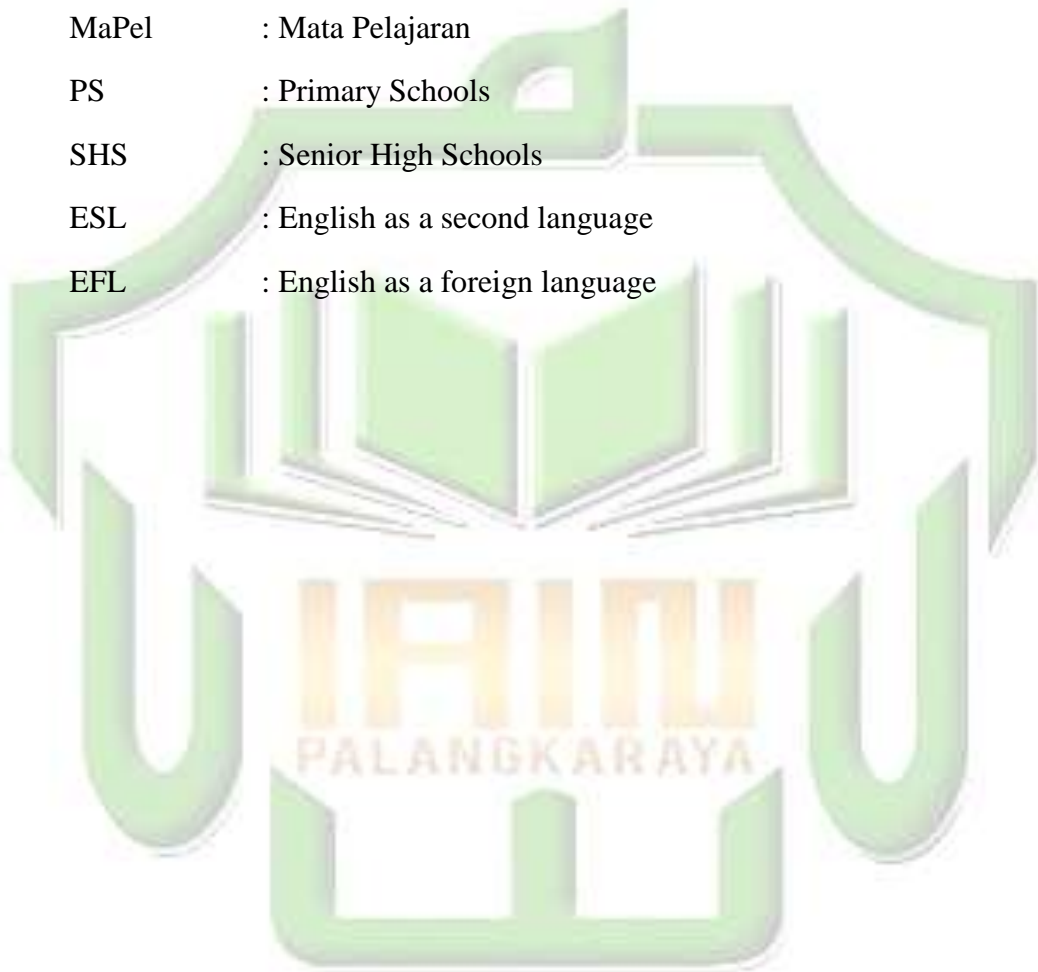 MaPel : Mata Pelajaran
PS : Primary Schools
SHS : Senior High Schools
ESL : English as a second language
EFL : English as a foreign language
IAIN
PALANGKARAYA